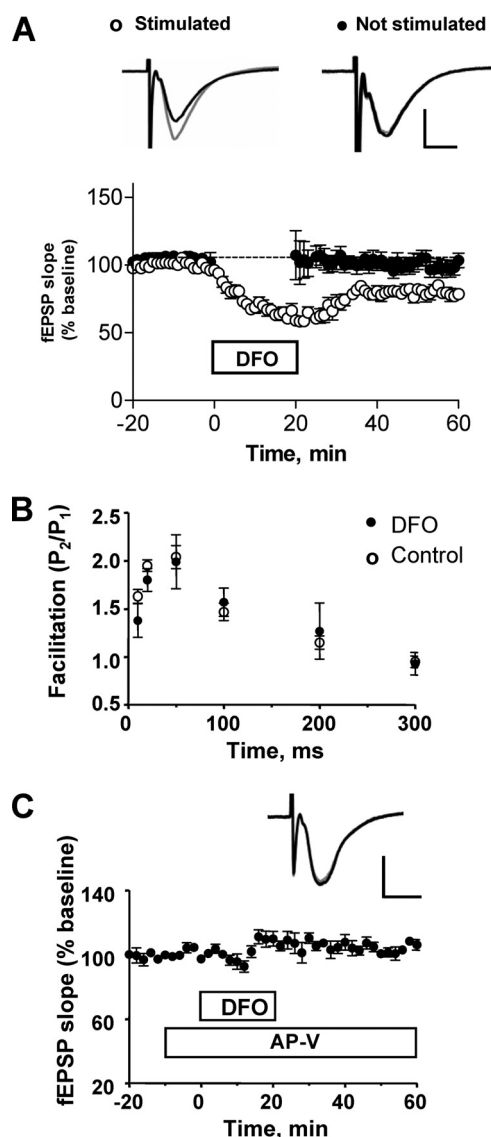 A
Stimulated
Not stimulated
150
100
50
0
fEPSP slope
(% baseline)
DFO
-20 0 20 40 60
Time, min
B
2.5
2.0
1.5
1.0
0.5
Facilitation (P₂/P₁)
DFO
Control
0 100 200 300
Time, ms
C
140
100
60
20
fEPSP slope (% baseline)
DFO
AP-V
-20 0 20 40 60
Time, min